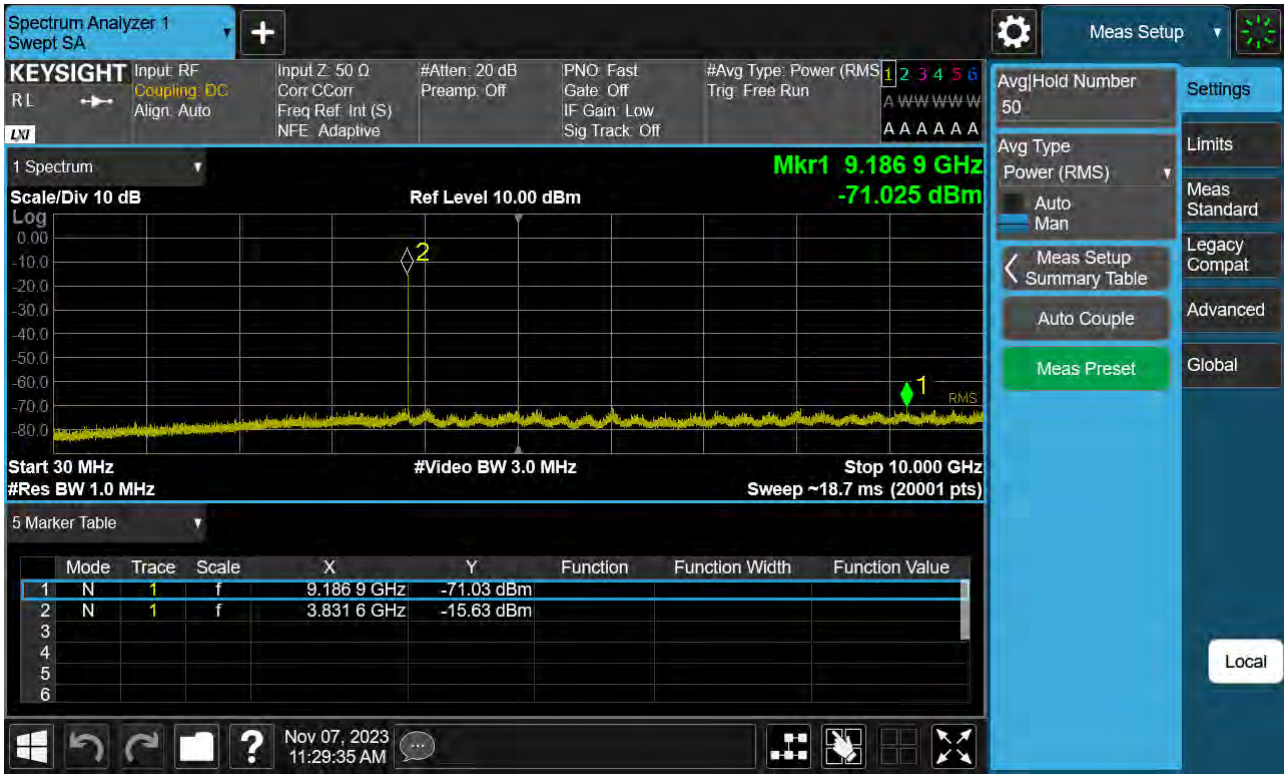 Spectrum Analyzer 1
Swept SA
Meas Setup
KEYSIGHT
RL
LXI
Input: RF
Coupling: DC
Align: Auto
Input Z: 50 Ω
Corr CCorr
Freq Ref: Int (S)
NFE: Adaptive
#Atten: 20 dB
Preamp: Off
PNO: Fast
Gate: Off
IF Gain: Low
Sig Track: Off
#Avg Type: Power (RMS
Trig: Free Run
1 2 3 4 5 6
A W W W W W
A A A A A A
1 Spectrum
Mkr1 9.186 9 GHz
Scale/Div 10 dB
Ref Level 10.00 dBm
-71.025 dBm
Log
0.00
-10.0
-20.0
-30.0
-40.0
-50.0
-60.0
-70.0
-80.0
2
1
RMS
Start 30 MHz
#Video BW 3.0 MHz
Stop 10.000 GHz
#Res BW 1.0 MHz
Sweep ~18.7 ms (20001 pts)
5 Marker Table
Mode Trace Scale X Y Function Function Width Function Value
1 N 1 f 9.186 9 GHz -71.03 dBm
2 N 1 f 3.831 6 GHz -15.63 dBm
3
4
5
6
Avg|Hold Number
50
Avg Type
Power (RMS)
Auto
Man
Meas Setup
Summary Table
Auto Couple
Meas Preset
Settings
Limits
Meas
Standard
Legacy
Compat
Advanced
Global
Local
?
Nov 07, 2023
11:29:35 AM